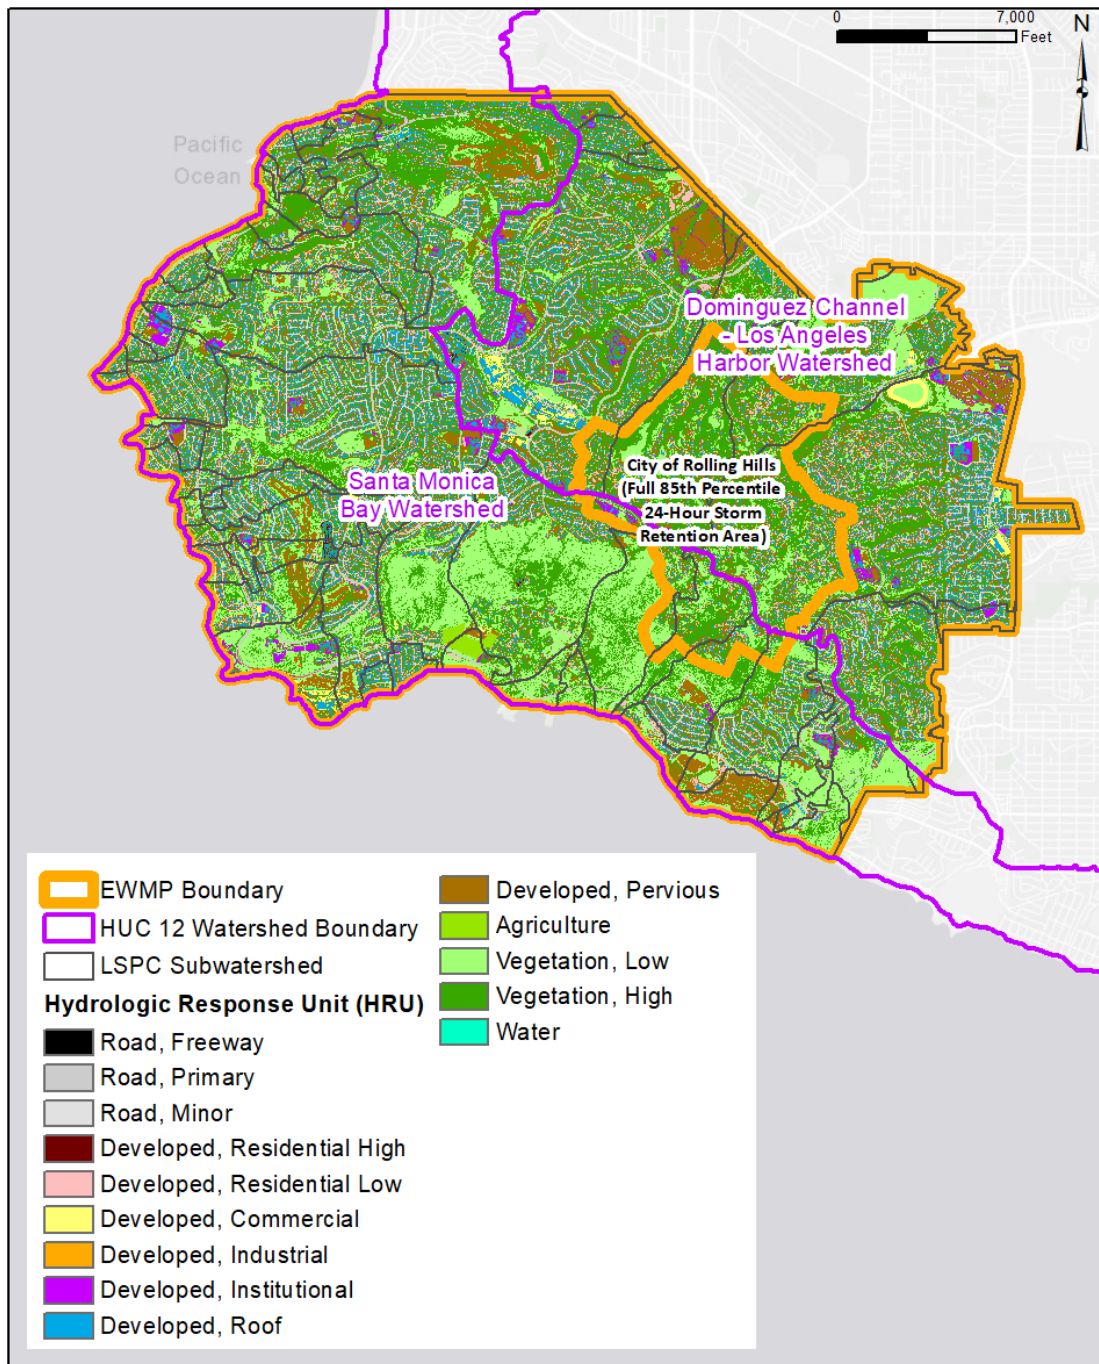 0 7,000
Feet
N
Pacific
Ocean
Dominguez Channel
- Los Angeles
Harbor Watershed
City of Rolling Hills
(Full 85th Percentile
24-Hour Storm
Retention Area)
Santa Monica
Bay Watershed
EWMP Boundary
HUC 12 Watershed Boundary
LSPC Subwatershed
Hydrologic Response Unit (HRU)
Road, Freeway
Road, Primary
Road, Minor
Developed, Residential High
Developed, Residential Low
Developed, Commercial
Developed, Industrial
Developed, Institutional
Developed, Roof
Developed, Pervious
Agriculture
Vegetation, Low
Vegetation, High
Water